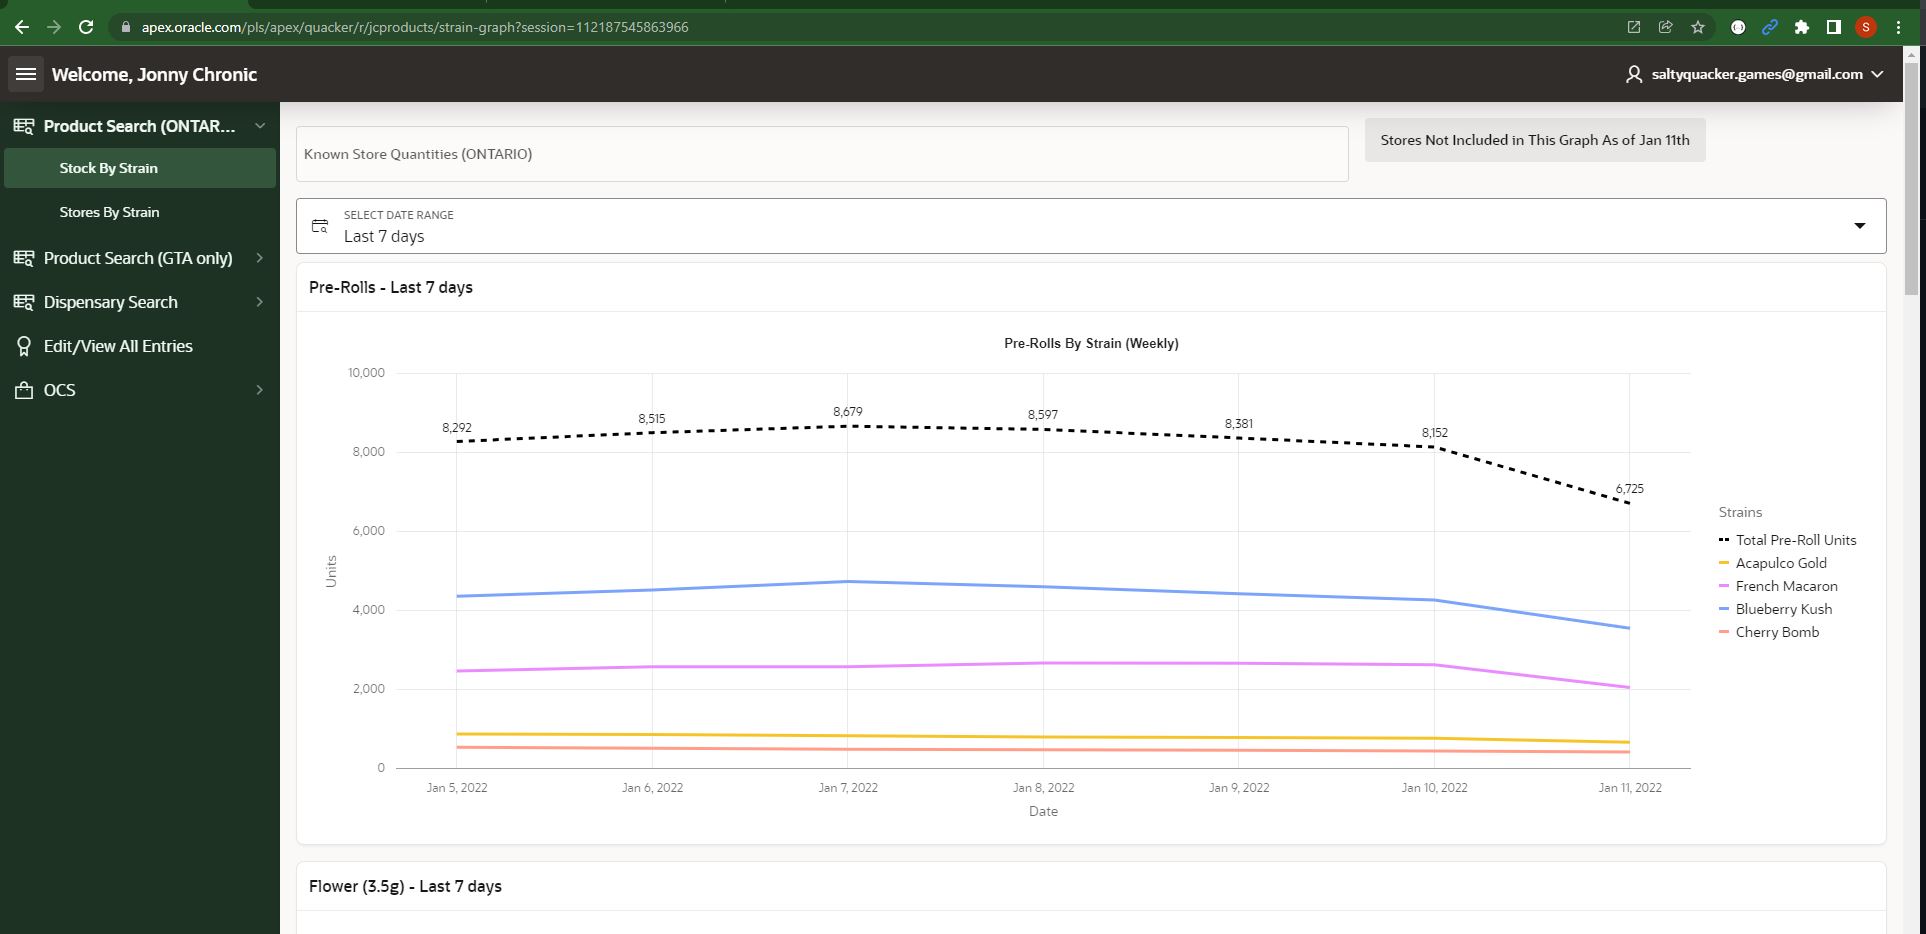 apex.oracle.com/pls/apex/quacker/r/jcproducts/strain-graph?session=112187545863966
S
Welcome, Jonny Chronic
saltyquacker.games@gmail.com
Product Search (ONTAR...
Stock By Strain
Stores By Strain
Product Search (GTA only)
Dispensary Search
Edit/View All Entries
OCS
Known Store Quantities (ONTARIO)
Stores Not Included in This Graph As of Jan 11th
SELECT DATE RANGE
Last 7 days
Pre-Rolls - Last 7 days
Pre-Rolls By Strain (Weekly)
10,000
8,000
6,000
4,000
2,000
0
Units
8,292
8,515
8,679
8,597
8,381
8,152
6,725
Jan 5, 2022
Jan 6, 2022
Jan 7, 2022
Jan 8, 2022
Jan 9, 2022
Jan 10, 2022
Jan 11, 2022
Date
Strains
Total Pre-Roll Units
Acapulco Gold
French Macaron
Blueberry Kush
Cherry Bomb
Flower (3.5g) - Last 7 days